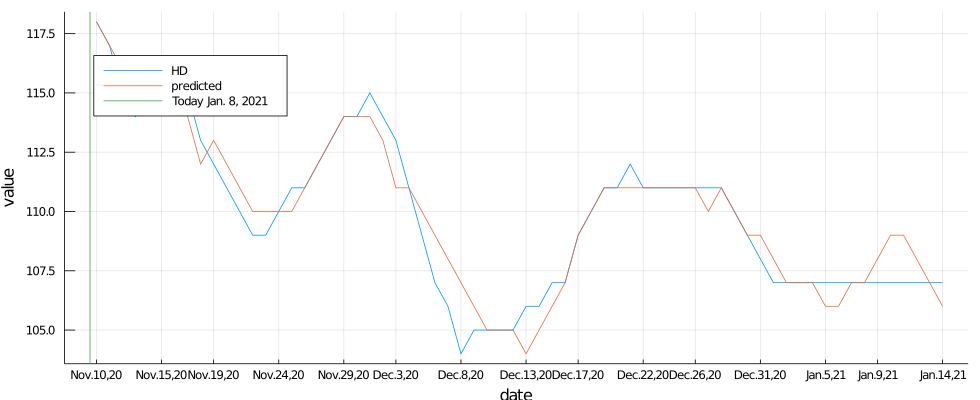 117.5
HD
predicted
Today Jan. 8, 2021
115.0
112.5
110.0
107.5
105.0
value
Nov.10,20 Nov.15,20 Nov.19,20 Nov.24,20 Nov.29,20 Dec.3,20 Dec.8,20 Dec.13,20 Dec.17,20 Dec.22,20 Dec.26,20 Dec.31,20 Jan.5,21 Jan.9,21 Jan.14,21
date